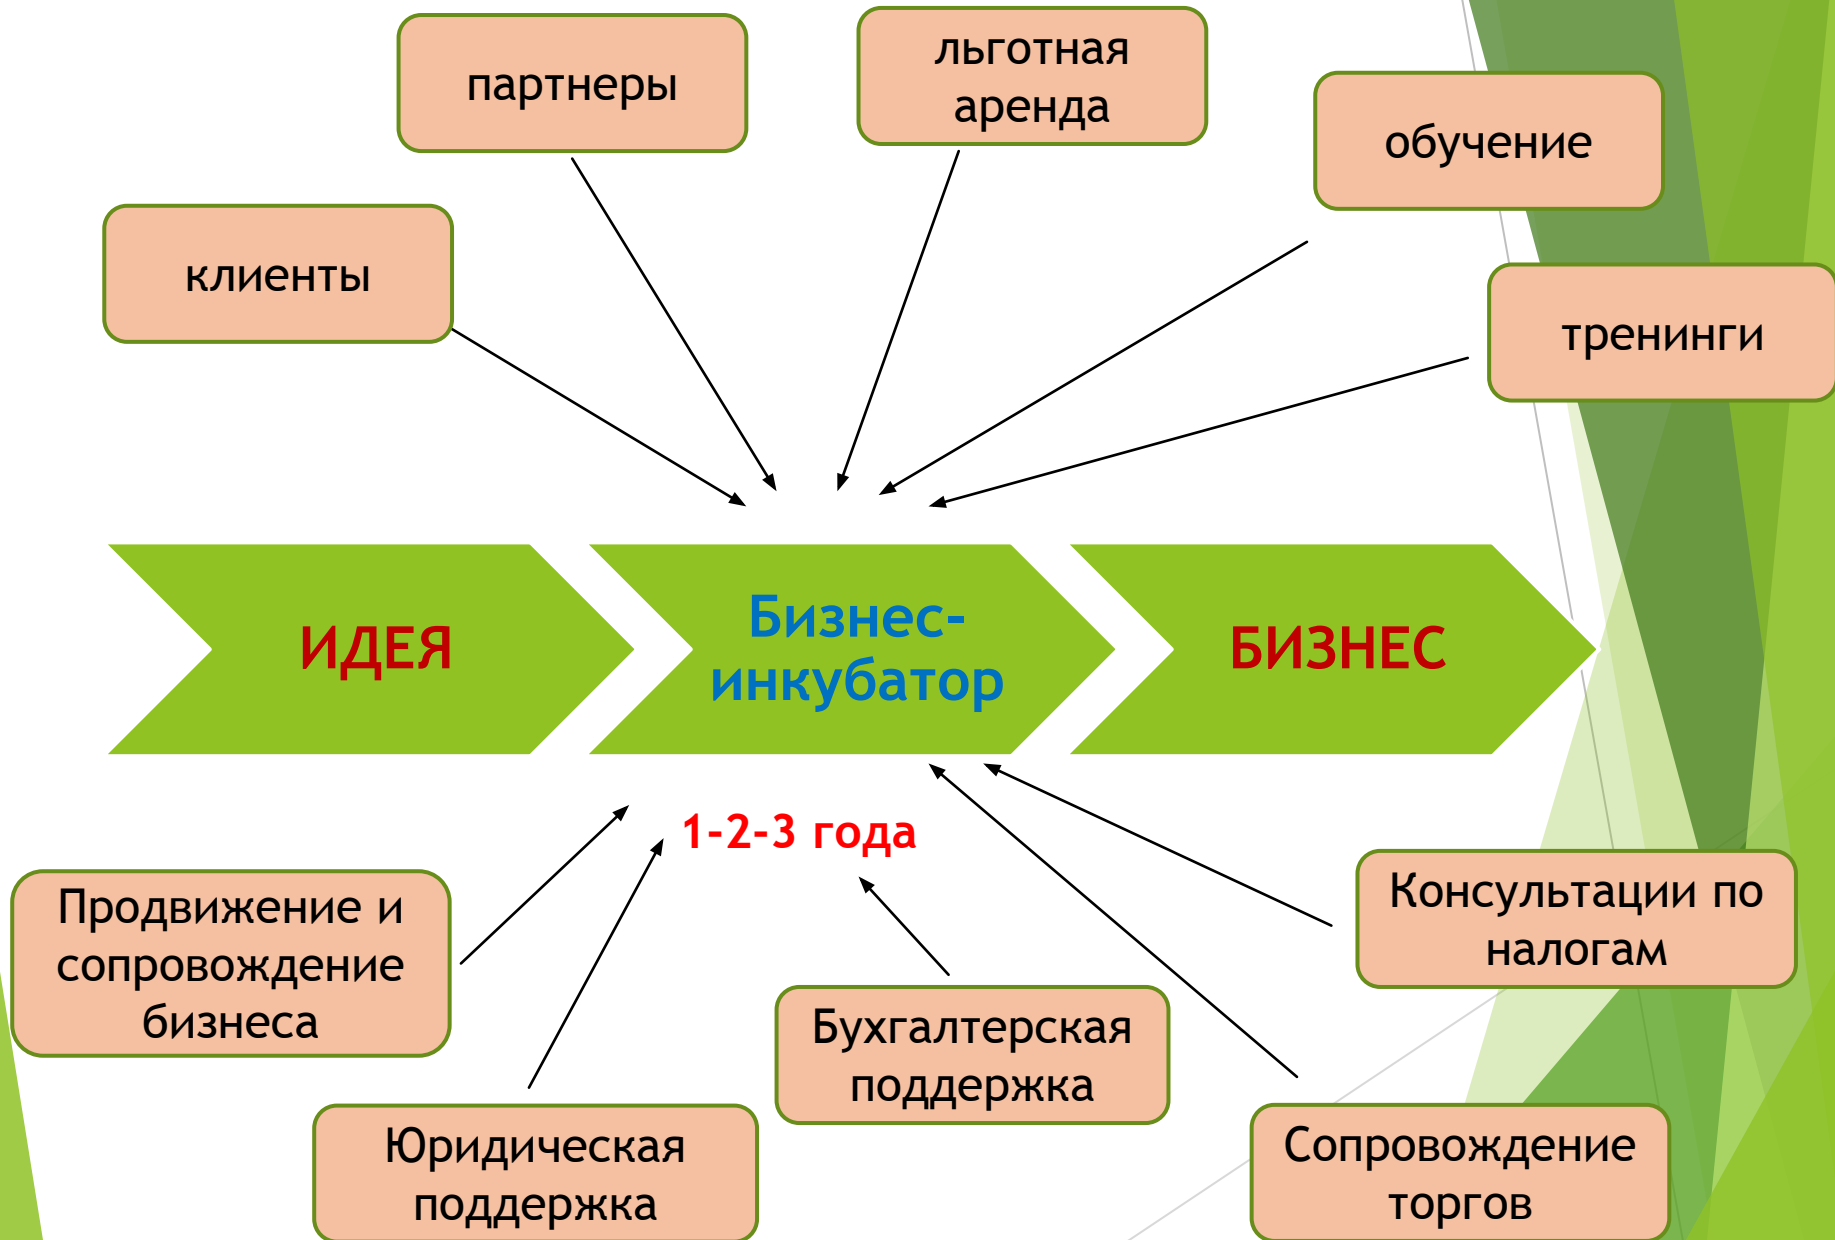 партнеры
льготная
аренда
обучение
клиенты
тренинги
ИДЕЯ
Бизнес-
инкубатор
БИЗНЕС
1-2-3 года
Продвижение и
сопровождение
бизнеса
Консультации по
налогам
Бухгалтерская
поддержка
Юридическая
поддержка
Сопровождение
торгов